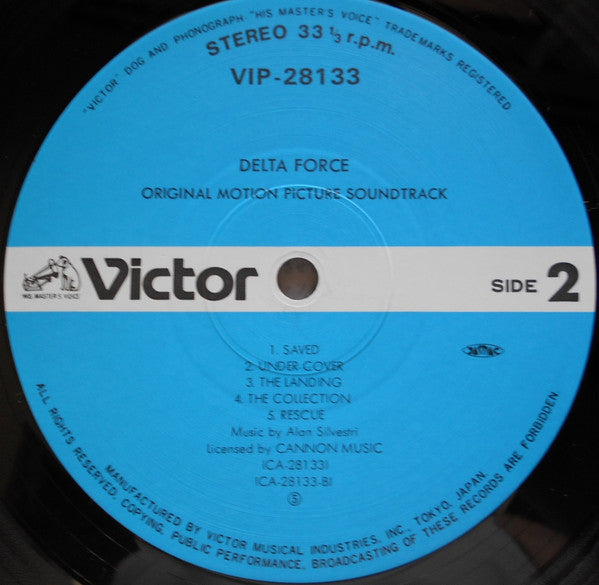 "VICTOR" DOG AND PHONOGRAPH "HIS MASTER'S VOICE" TRADEMARKS REGISTERED.
STEREO 33 ⅓ r.p.m.
VIP-28133
DELTA FORCE
ORIGINAL MOTION PICTURE SOUNDTRACK
HIS MASTER'S VOICE
Victor
SIDE 2
1. SAVED
2. UNDER COVER
3. THE LANDING
4. THE COLLECTION
5. RESCUE
Music by Alan Silvestri
Licensed by CANNON MUSIC
ICA-28133I
ICA-28133-BI
Ⓢ
MANUFACTURED BY VICTOR MUSICAL INDUSTRIES, INC., TOKYO, JAPAN.
ALL RIGHTS RESERVED. COPYING, PUBLIC PERFORMANCE, BROADCASTING OF THESE RECORDS ARE FORBIDDEN